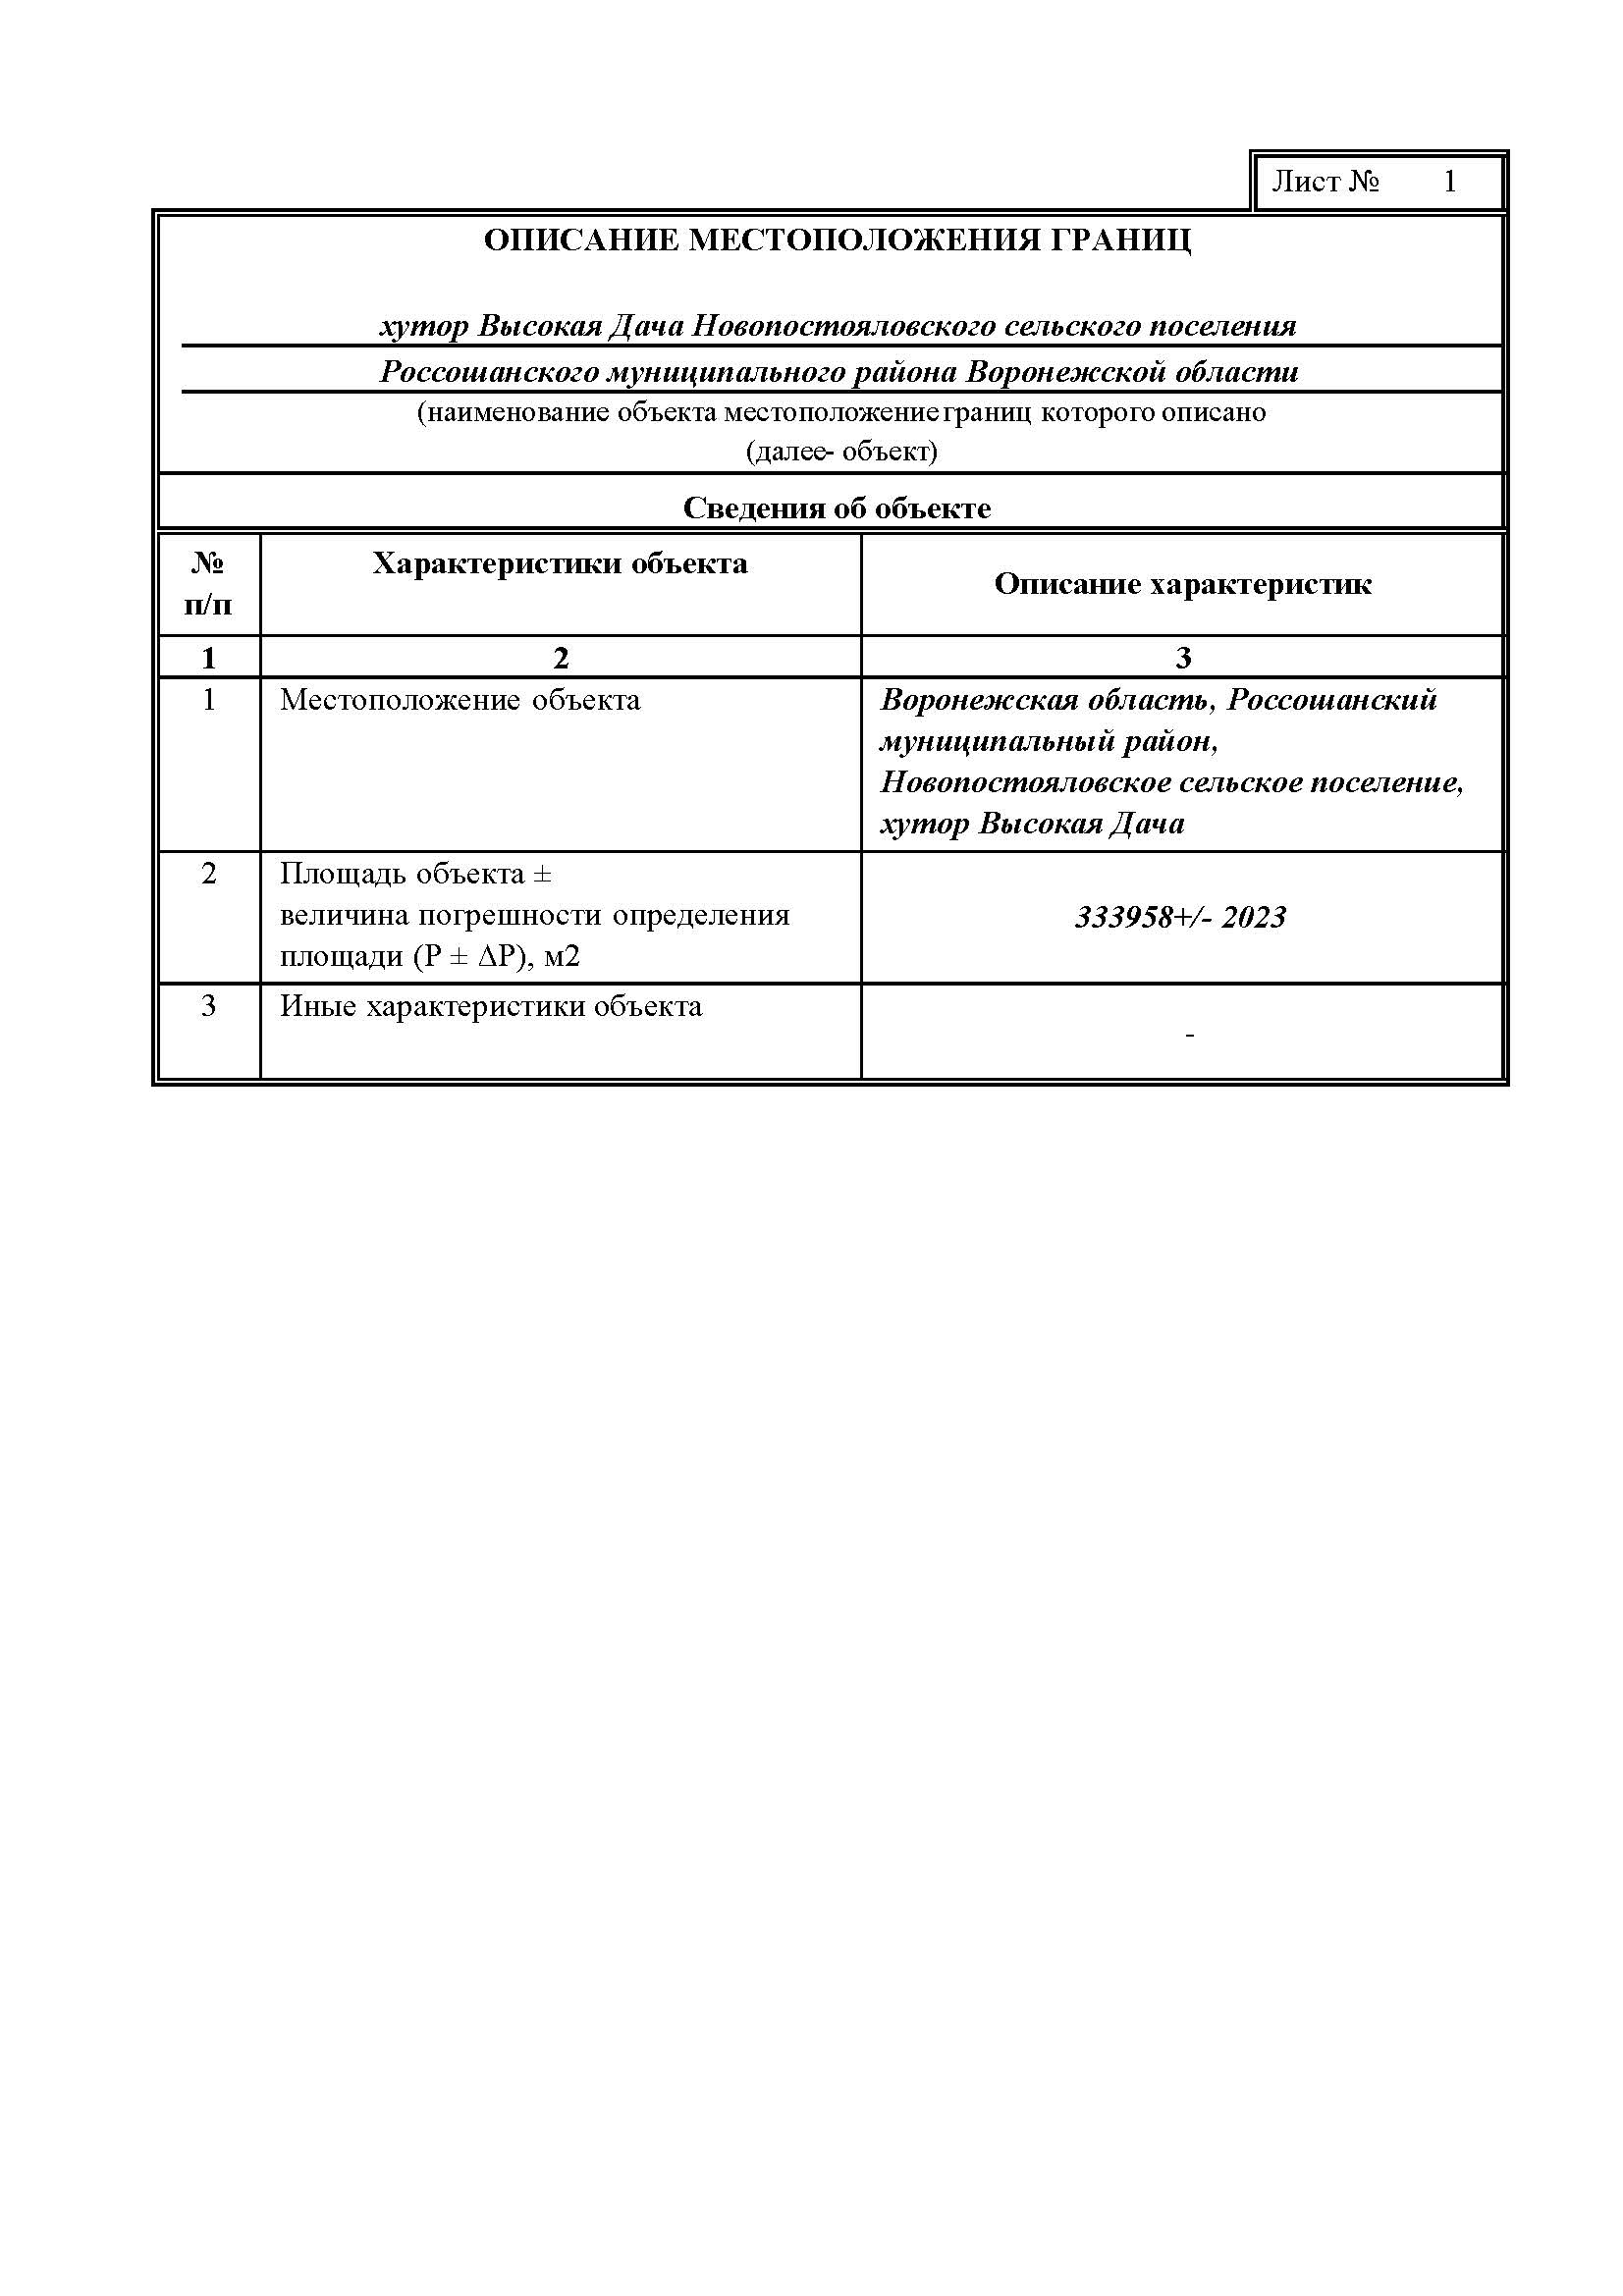 Лист № 1
ОПИСАНИЕ МЕСТОПОЛОЖЕНИЯ ГРАНИЦ
хутор Высокая Дача Новопостояловского сельского поселения
Россошанского муниципального района Воронежской области
(наименование объекта местоположение границ которого описано
(далее- объект)
Сведения об объекте
№
п/п
Характеристики объекта
Описание характеристик
1 2 3
1 Местоположение объекта
Воронежская область, Россошанский
муниципальный район,
Новопостояловское сельское поселение,
хутор Высокая Дача
2 Площадь объекта ±
величина погрешности определения
площади (P ± ΔP), м2
333958+/- 2023
3 Иные характеристики объекта
-